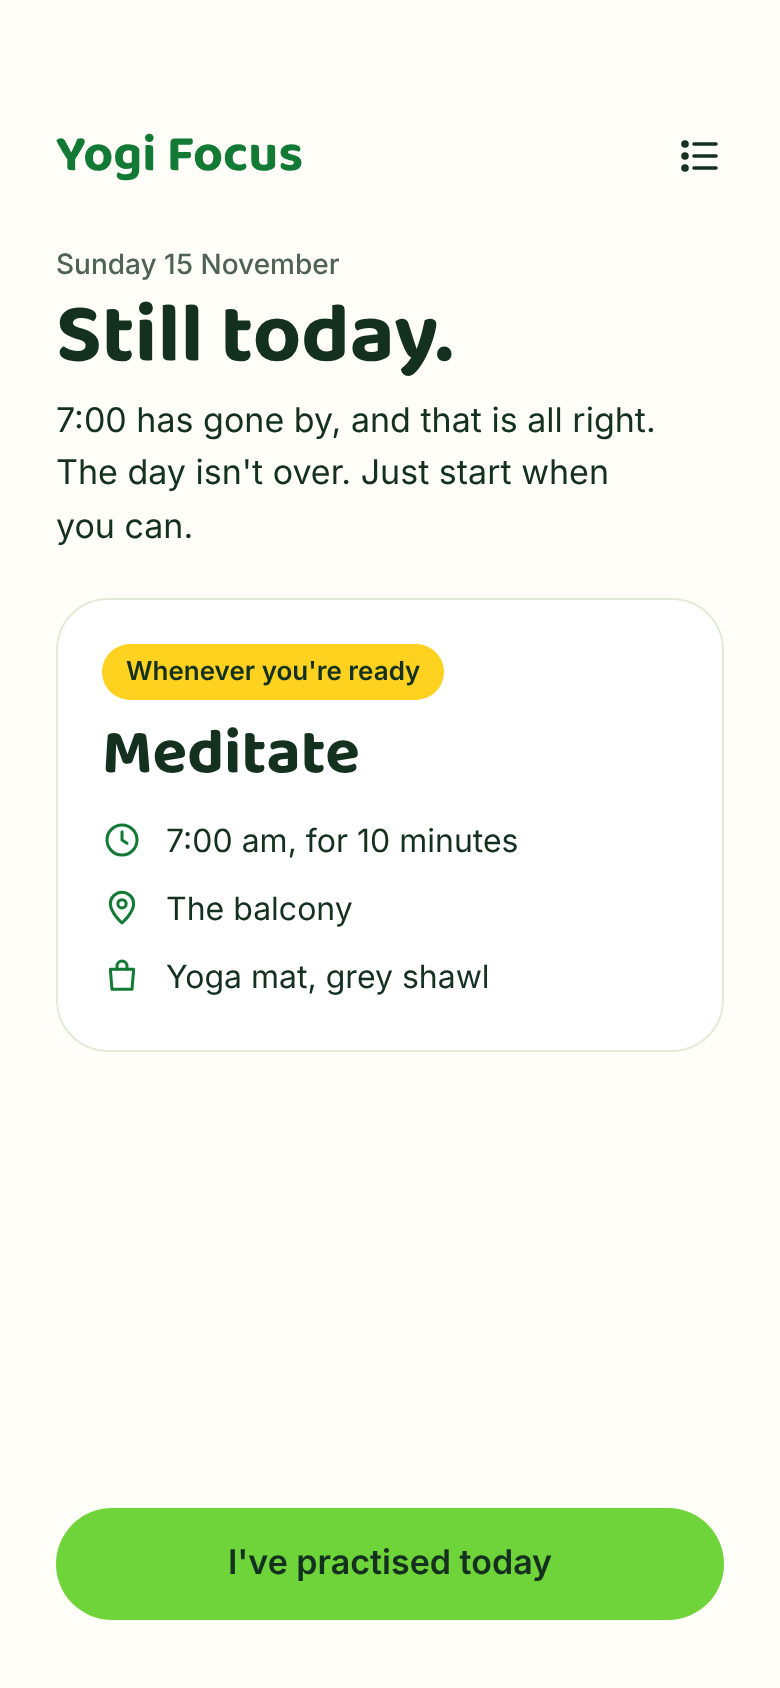 Yogi Focus
Sunday 15 November
Still today.
7:00 has gone by, and that is all right.
The day isn't over. Just start when
you can.
Whenever you're ready
Meditate
7:00 am, for 10 minutes
The balcony
Yoga mat, grey shawl
I've practised today